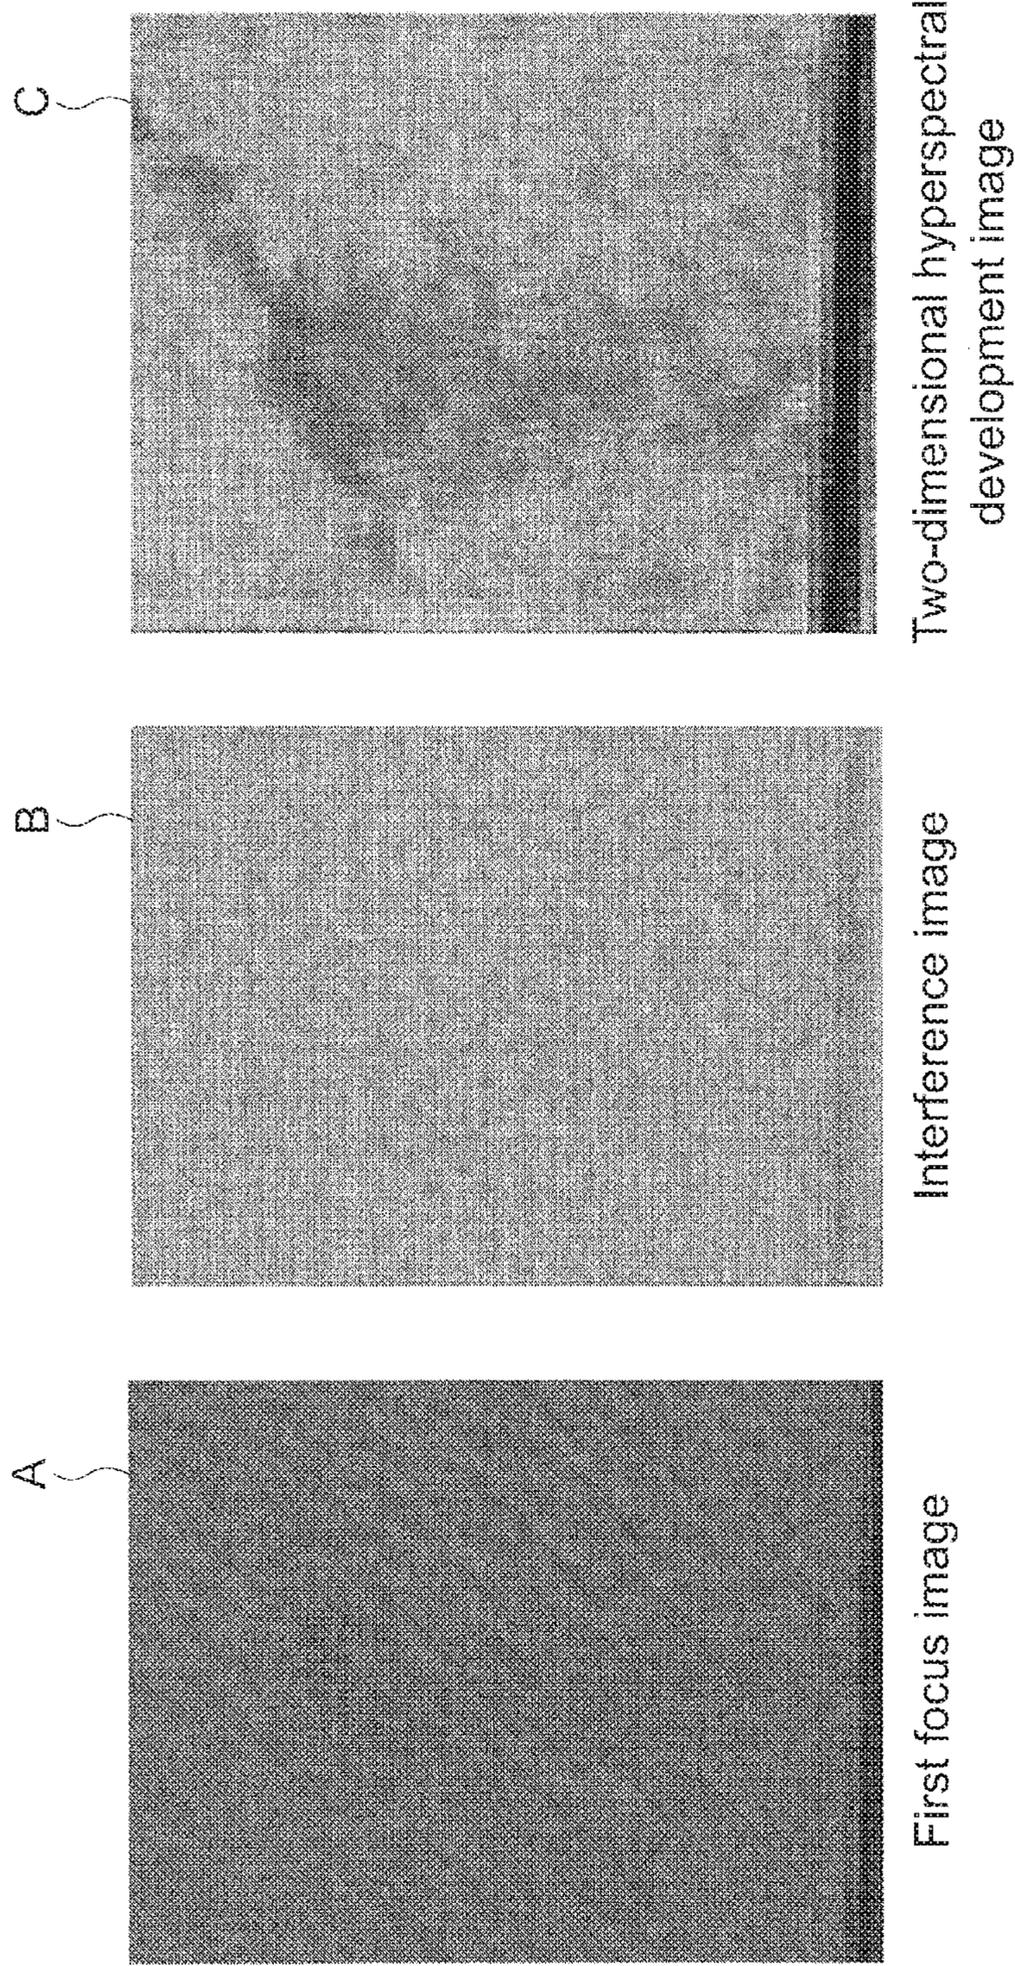 A
First focus image
B
Interference image
C
Two-dimensional hyperspectral
development image